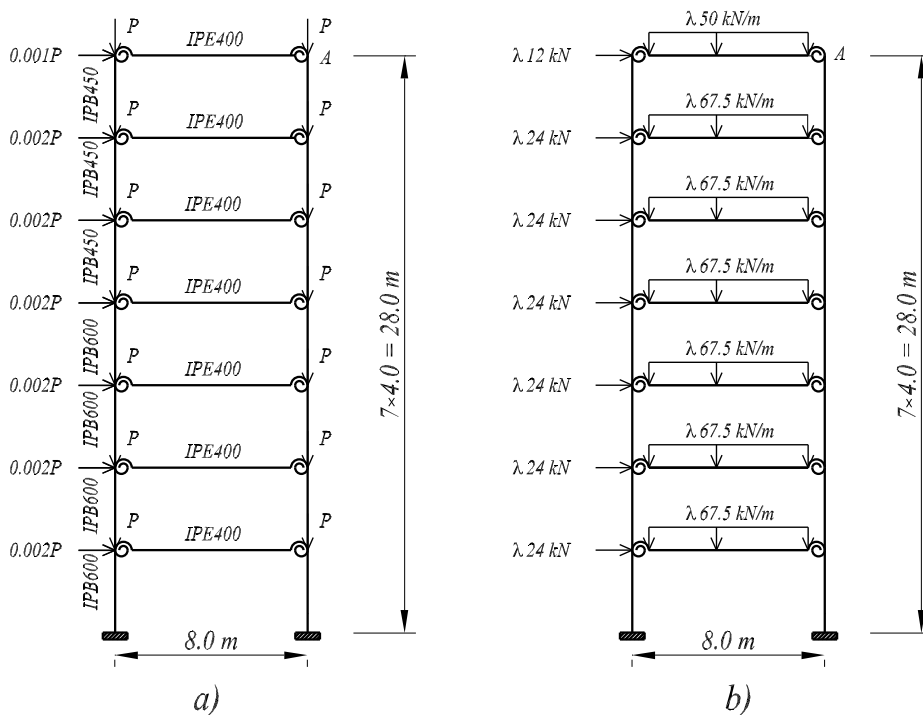 P P
0.001P IPE400 A
IPB450
P P
0.002P IPE400
IPB450
P P
0.002P IPE400
IPB450
P P
0.002P IPE400
IPB600
P P
0.002P IPE400
IPB600
P P
0.002P IPE400
IPB600
P P
0.002P IPE400
IPB600
7×4.0 = 28.0 m
8.0 m
a)
λ 50 kN/m
λ 12 kN A
λ 67.5 kN/m
λ 24 kN
λ 67.5 kN/m
λ 24 kN
λ 67.5 kN/m
λ 24 kN
λ 67.5 kN/m
λ 24 kN
λ 67.5 kN/m
λ 24 kN
λ 67.5 kN/m
λ 24 kN
7×4.0 = 28.0 m
8.0 m
b)